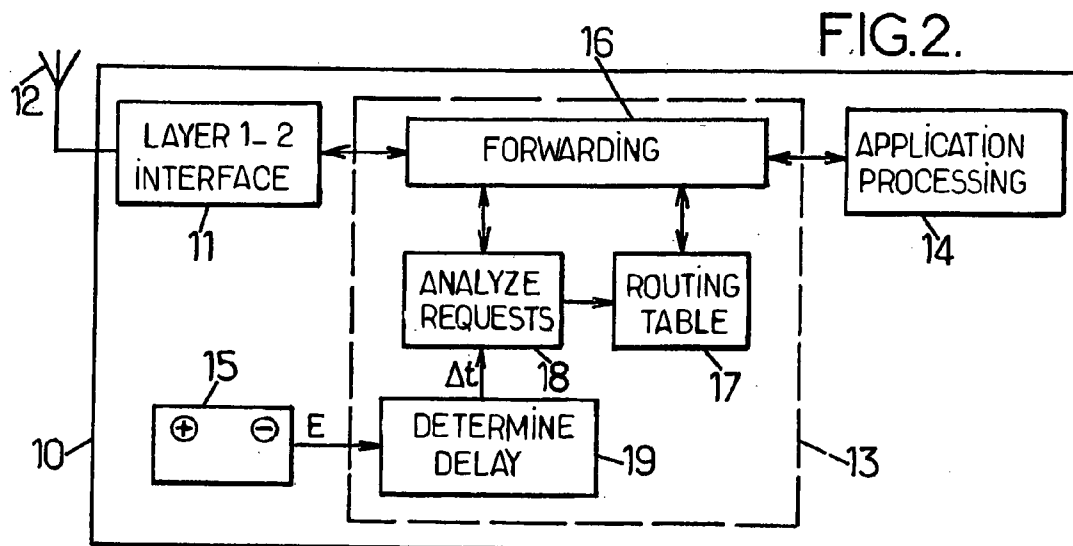 FIG.2.
16
12
LAYER 1-2
INTERFACE
FORWARDING
APPLICATION
PROCESSING
11
14
ANALYZE
REQUESTS
ROUTING
TABLE
15
Δt
18
17
+ -
E
DETERMINE
DELAY
10
19
13